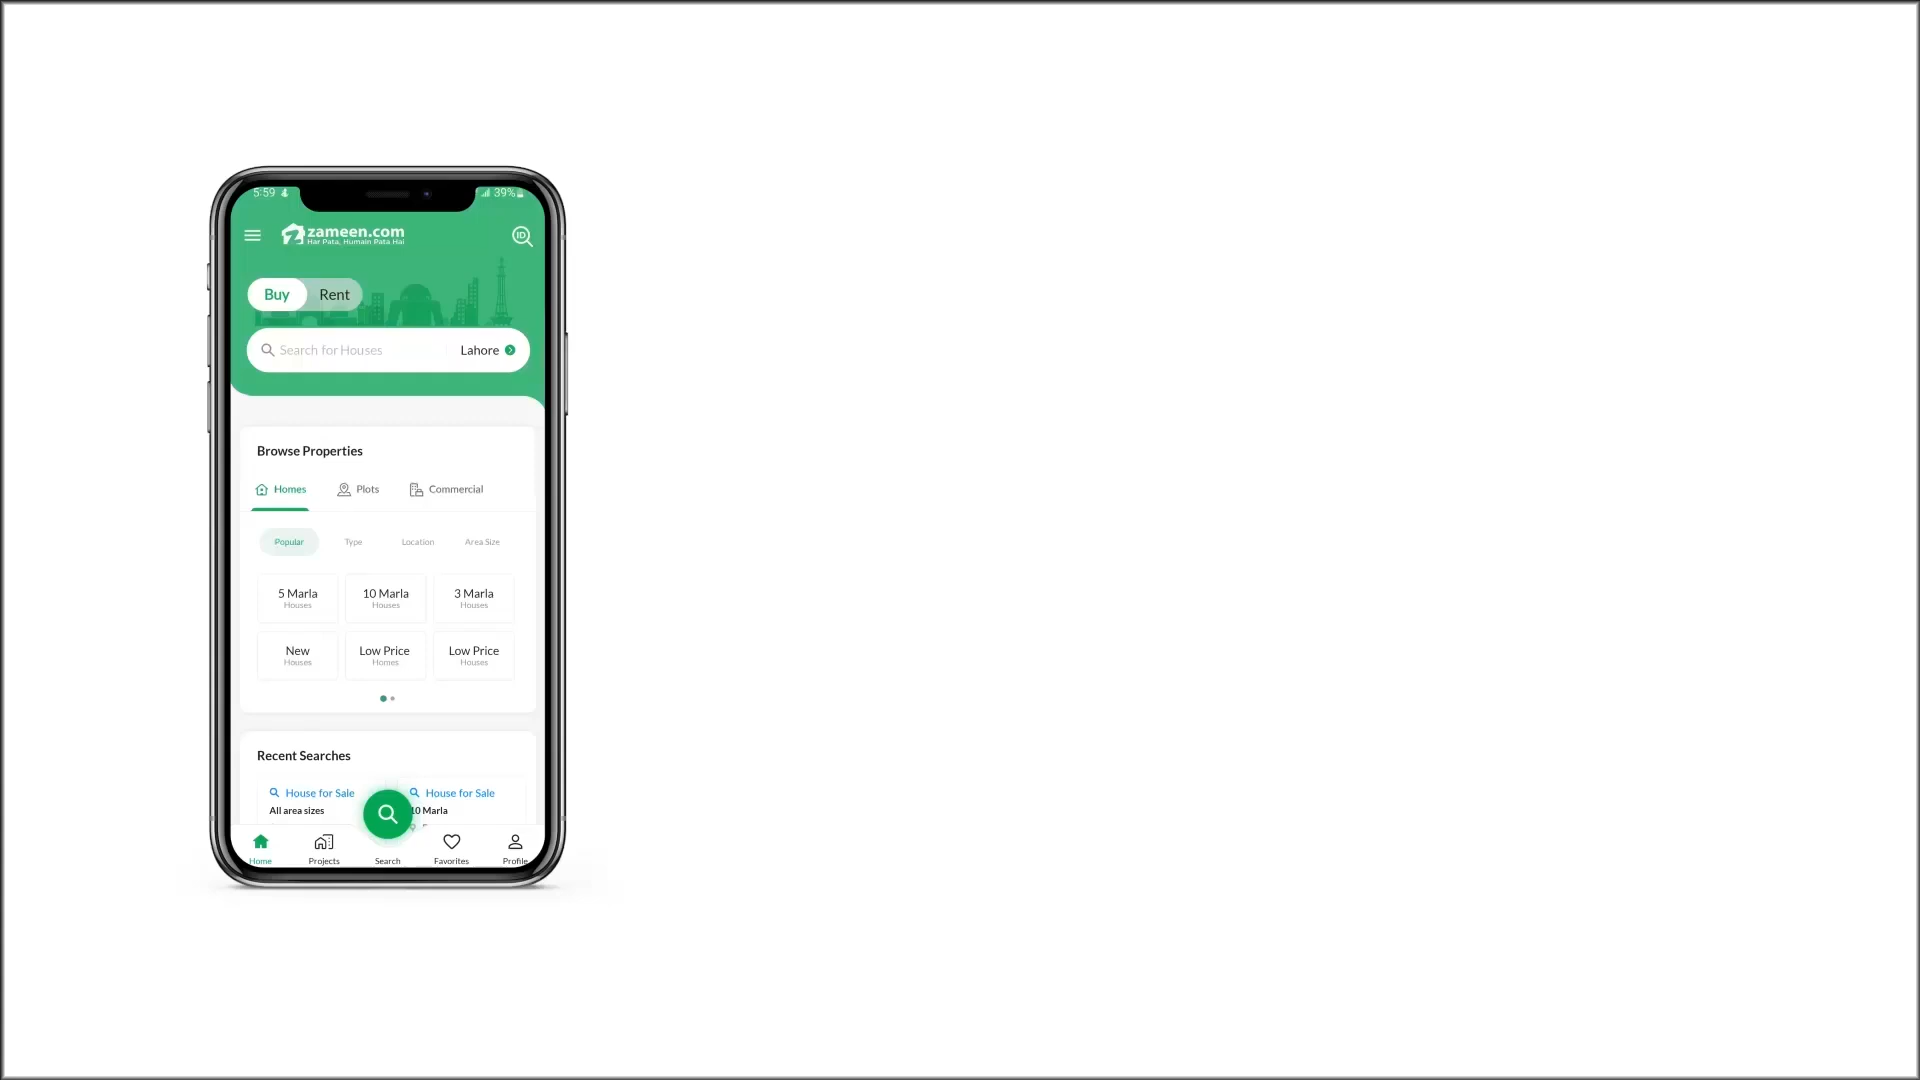 5:59 39%
zameen.com
Har Pata, Humain Pata Hai
ID
Buy Rent
Search for Houses Lahore
Browse Properties
Homes Plots Commercial
Popular Type Location Area Size
5 Marla 10 Marla 3 Marla
Houses Houses Houses
New Low Price Low Price
Houses Homes Houses
Recent Searches
House for Sale House for Sale
All area sizes 10 Marla
Home Projects Search Favorites Profile